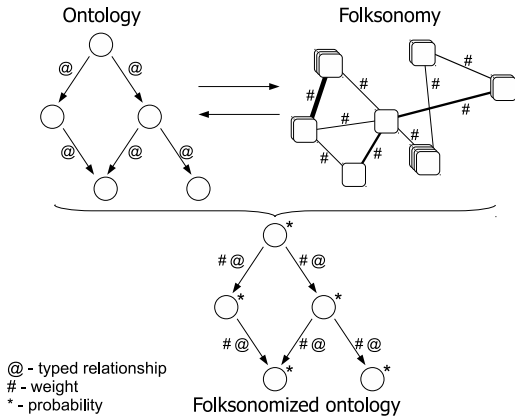 Ontology
Folksonomy
@ @
@ @ @
# #
# #
#
#
#
# #
*
# @ # @
* *
# @ # @ # @
* *
@ - typed relationship
# - weight
* - probability
Folksonomized ontology